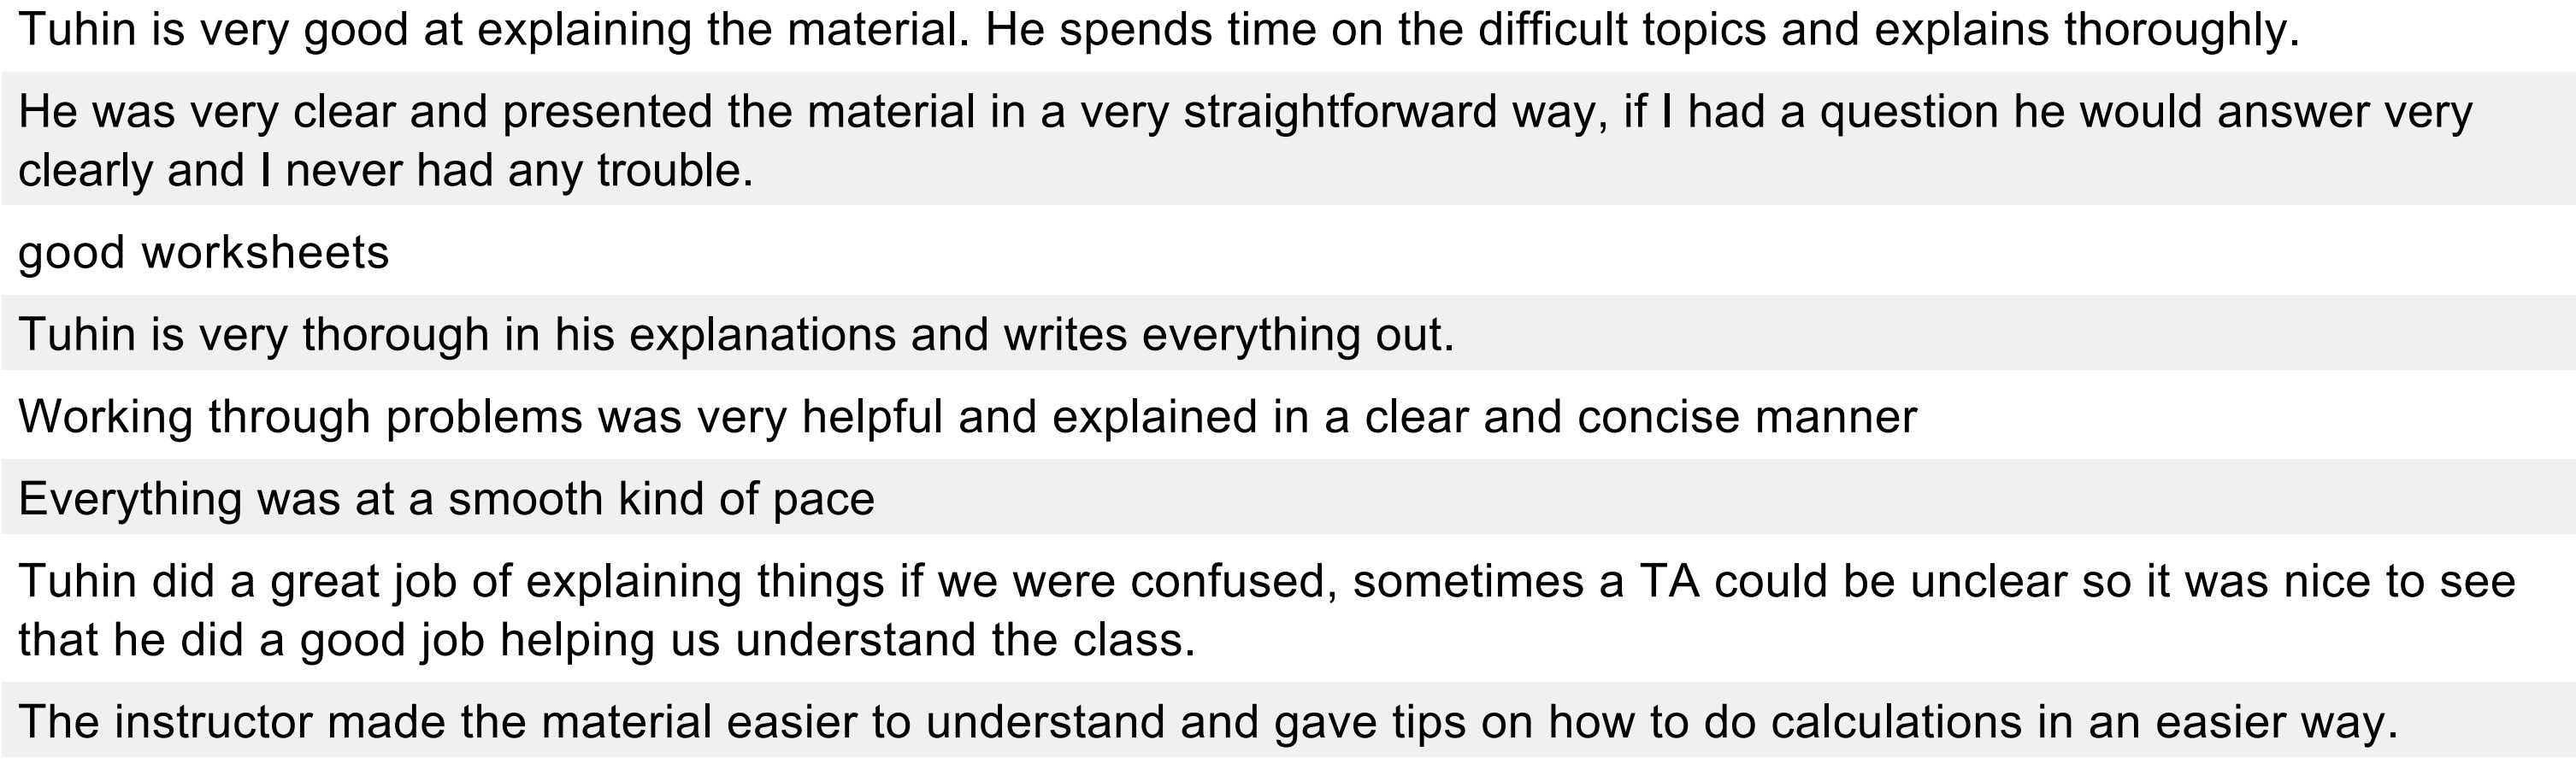 Tuhin is very good at explaining the material. He spends time on the difficult topics and explains thoroughly.
He was very clear and presented the material in a very straightforward way, if I had a question he would answer very
clearly and I never had any trouble.
good worksheets
Tuhin is very thorough in his explanations and writes everything out.
Working through problems was very helpful and explained in a clear and concise manner
Everything was at a smooth kind of pace
Tuhin did a great job of explaining things if we were confused, sometimes a TA could be unclear so it was nice to see
that he did a good job helping us understand the class.
The instructor made the material easier to understand and gave tips on how to do calculations in an easier way.